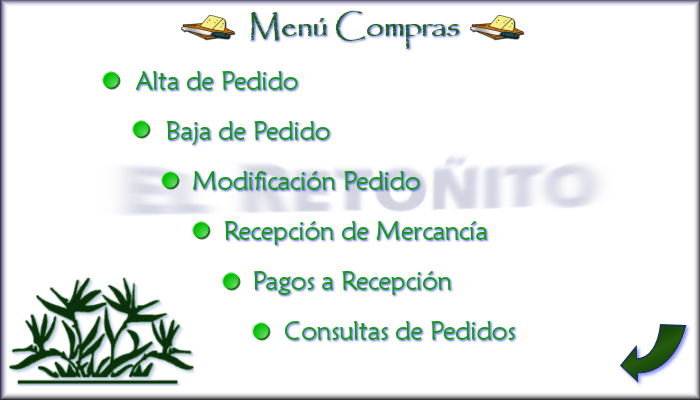 Menú Compras
Alta de Pedido
Baja de Pedido
EL RETOÑITO
Modificación Pedido
Recepción de Mercancía
Pagos a Recepción
Consultas de Pedidos